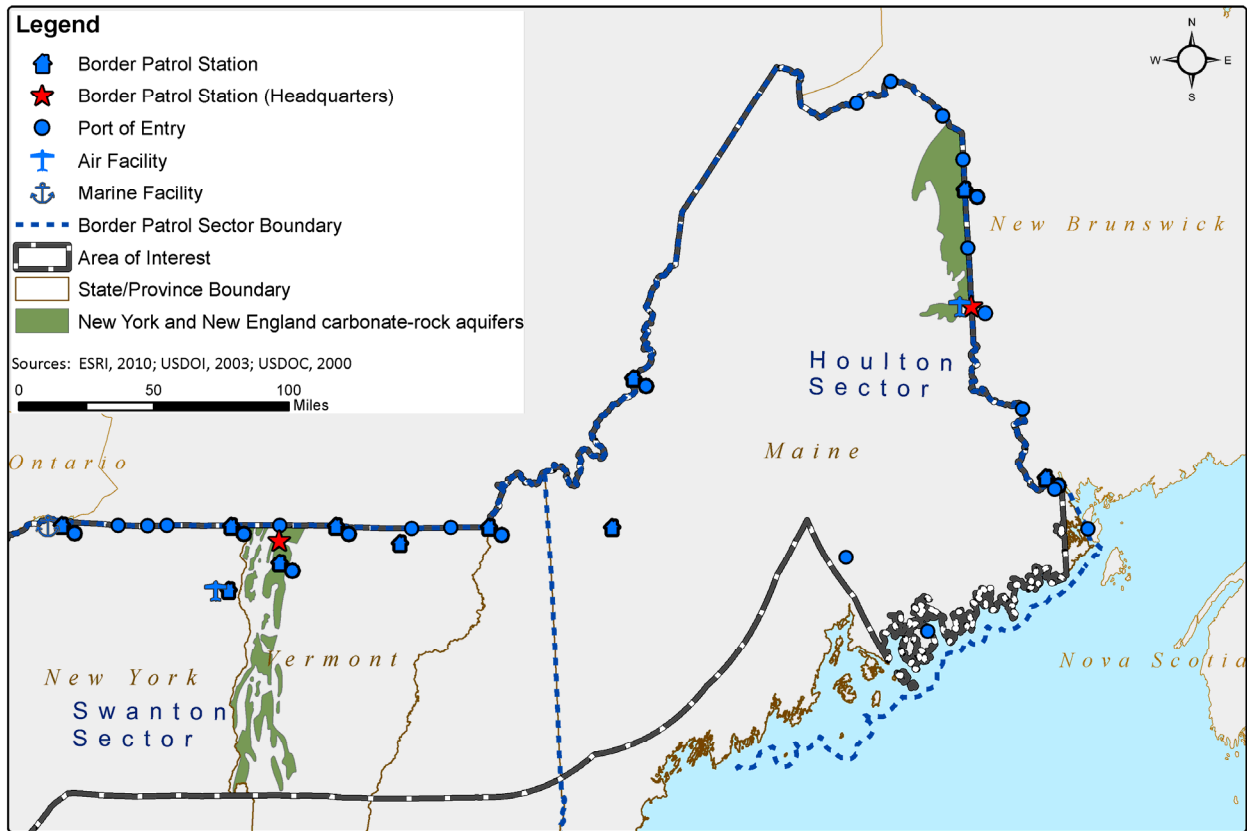 Legend
Border Patrol Station
Border Patrol Station (Headquarters)
Port of Entry
Air Facility
Marine Facility
Border Patrol Sector Boundary
Area of Interest
State/Province Boundary
New York and New England carbonate-rock aquifers
Sources: ESRI, 2010; USDOI, 2003; USDOC, 2000
0 50 100
Miles
N
W E
S
New Brunswick
Houlton
Sector
Maine
Ontario
Vermont
New York
Nova Scotia
Swanton
Sector